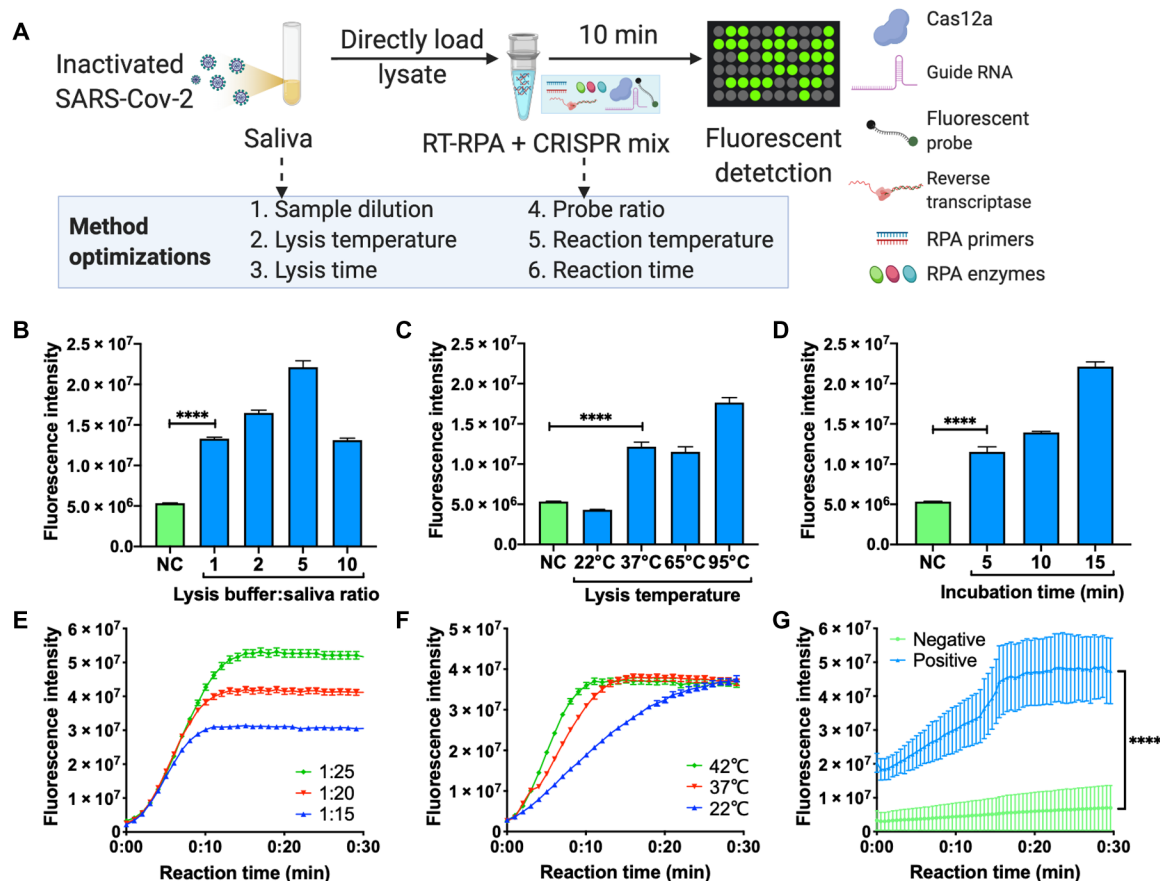 A
Inactivated
SARS-Cov-2
Saliva
Directly load
lysate
RT-RPA + CRISPR mix
10 min
Fluorescent
detetction
Cas12a
Guide RNA
Fluorescent
probe
Reverse
transcriptase
RPA primers
RPA enzymes
Method
optimizations
1. Sample dilution
2. Lysis temperature
3. Lysis time
4. Probe ratio
5. Reaction temperature
6. Reaction time
B
Fluorescence intensity
2.5 × 10⁷
2.0 × 10⁷
1.5 × 10⁷
1.0 × 10⁷
5.0 × 10⁶
0.0
****
NC 1 2 5 10
Lysis buffer:saliva ratio
C
Fluorescence intensity
2.5 × 10⁷
2.0 × 10⁷
1.5 × 10⁷
1.0 × 10⁷
5.0 × 10⁶
0.0
****
NC 22°C 37°C 65°C 95°C
Lysis temperature
D
Fluorescence intensity
2.5 × 10⁷
2.0 × 10⁷
1.5 × 10⁷
1.0 × 10⁷
5.0 × 10⁶
0.0
****
NC 5 10 15
Incubation time (min)
E
Fluorescence intensity
6 × 10⁷
5 × 10⁷
4 × 10⁷
3 × 10⁷
2 × 10⁷
1 × 10⁷
0
1:25
1:20
1:15
0:00 0:10 0:20 0:30
Reaction time (min)
F
Fluorescence intensity
5 × 10⁷
4 × 10⁷
3 × 10⁷
2 × 10⁷
1 × 10⁷
0
42℃
37℃
22℃
0:00 0:10 0:20 0:30
Reaction time (min)
G
Fluorescence intensity
6 × 10⁷
5 × 10⁷
4 × 10⁷
3 × 10⁷
2 × 10⁷
1 × 10⁷
0
Negative
Positive
****
0:00 0:10 0:20 0:30
Reaction time (min)